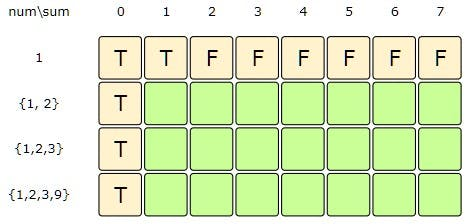 num\sum 0 1 2 3 4 5 6 7
1 T T F F F F F F
{1, 2} T
{1,2,3} T
{1,2,3,9} T